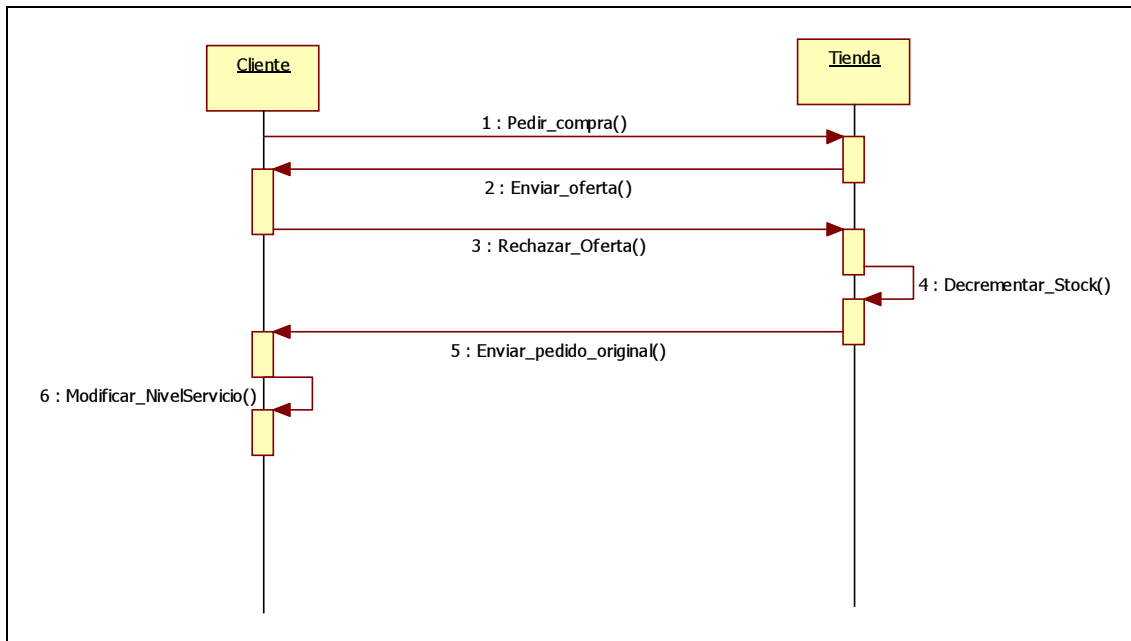 Cliente
Tienda
1 : Pedir_compra()
2 : Enviar_oferta()
3 : Rechazar_Oferta()
4 : Decrementar_Stock()
5 : Enviar_pedido_original()
6 : Modificar_NivelServicio()